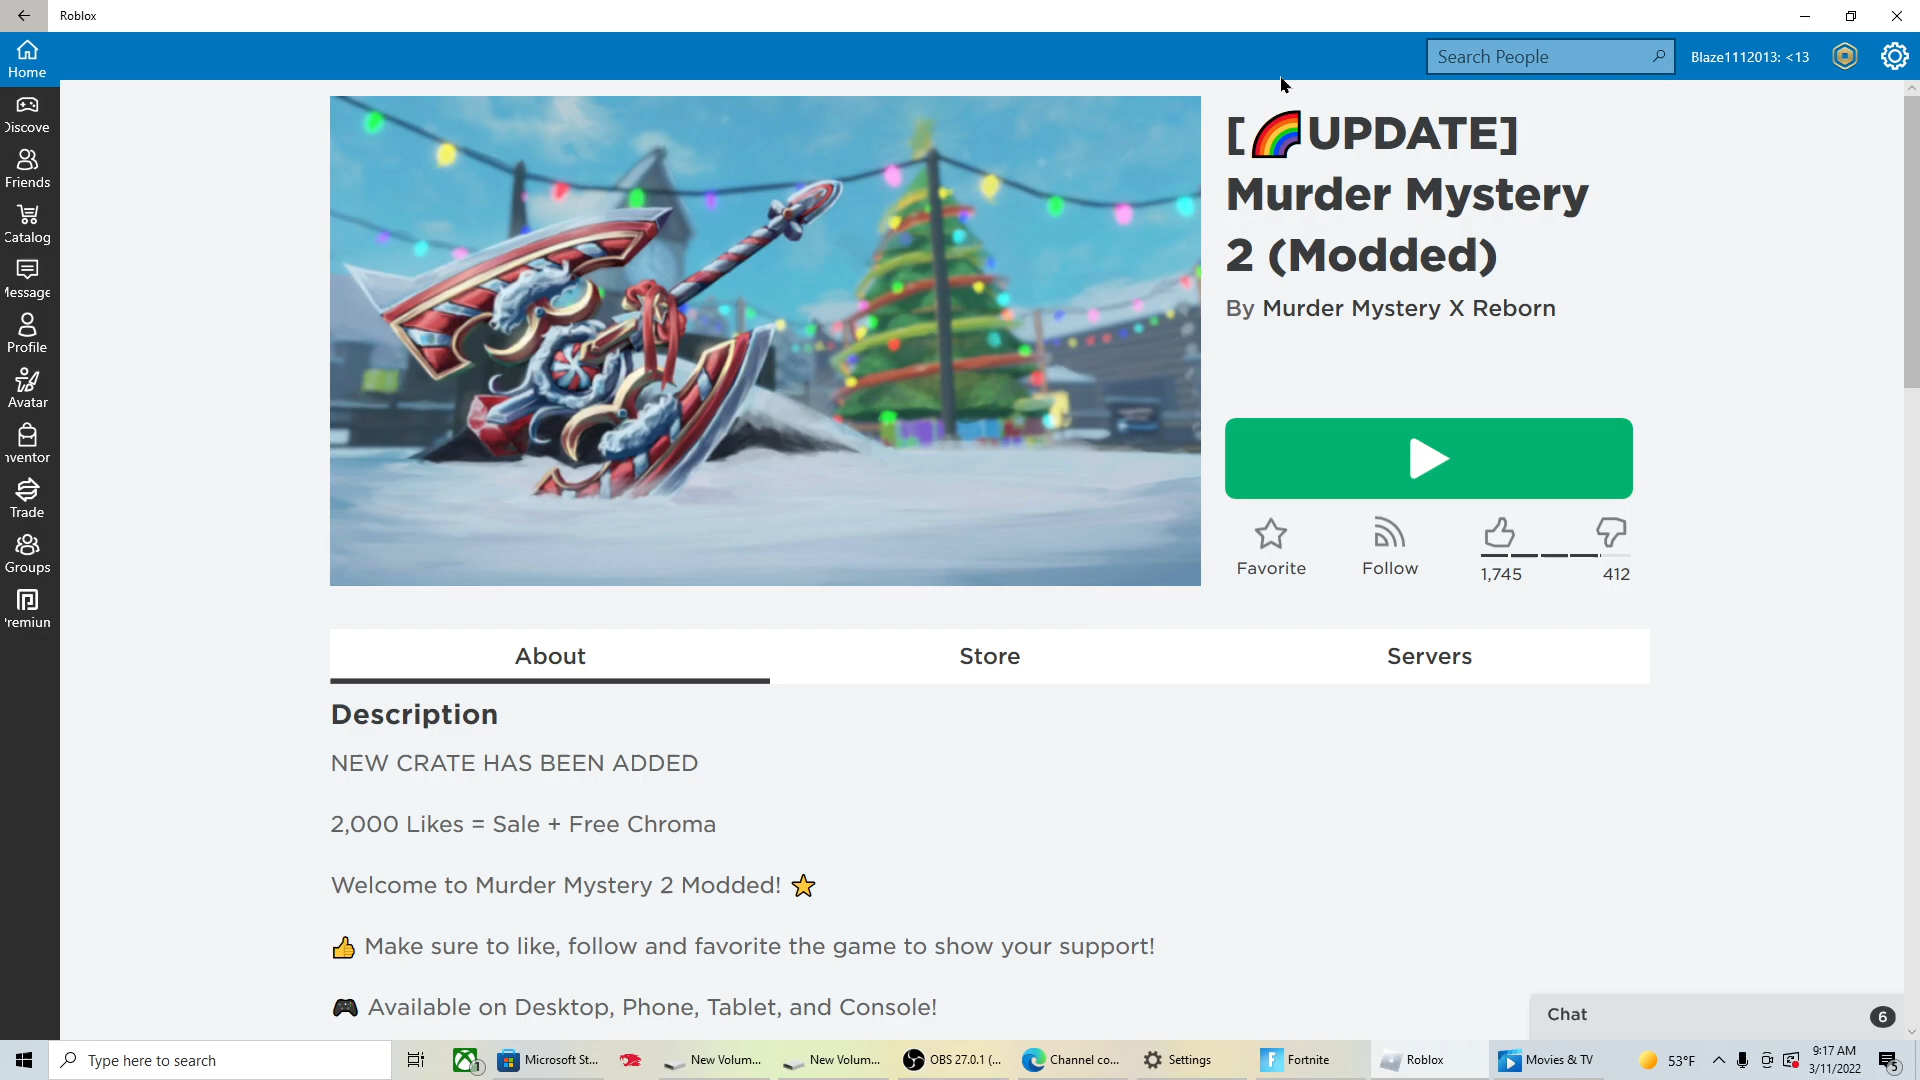 Roblox
Home
Search People
Blaze1112013: <13
Discove
Friends
Catalog
Message
Profile
Avatar
nventor
Trade
Groups
Premium
[🌈UPDATE]
Murder Mystery
2 (Modded)
By Murder Mystery X Reborn
Favorite
Follow
1,745
412
About
Store
Servers
Description
NEW CRATE HAS BEEN ADDED
2,000 Likes = Sale + Free Chroma
Welcome to Murder Mystery 2 Modded! ⭐
👍 Make sure to like, follow and favorite the game to show your support!
🎮 Available on Desktop, Phone, Tablet, and Console!
Chat
6
Type here to search
1
Microsoft St...
New Volum...
New Volum...
OBS 27.0.1 (...
Channel co...
Settings
Fortnite
Roblox
Movies & TV
53°F
9:17 AM
3/11/2022
5